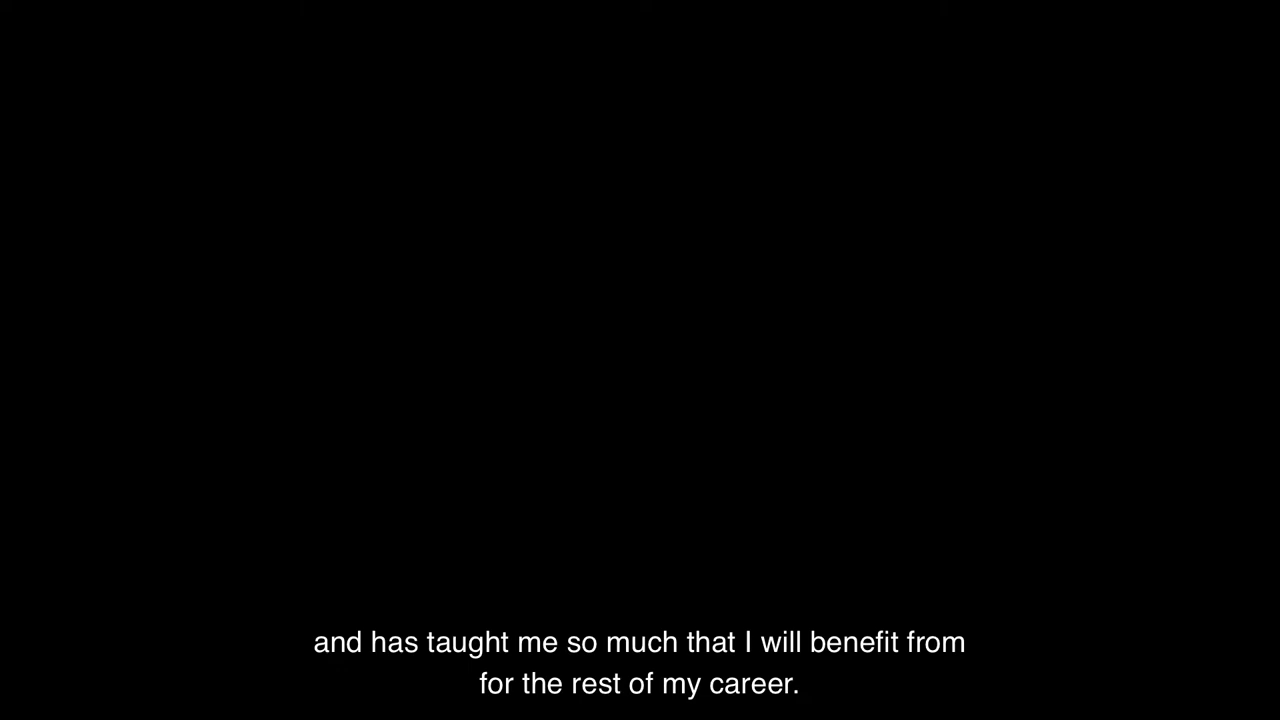 and has taught me so much that I will benefit from
for the rest of my career.